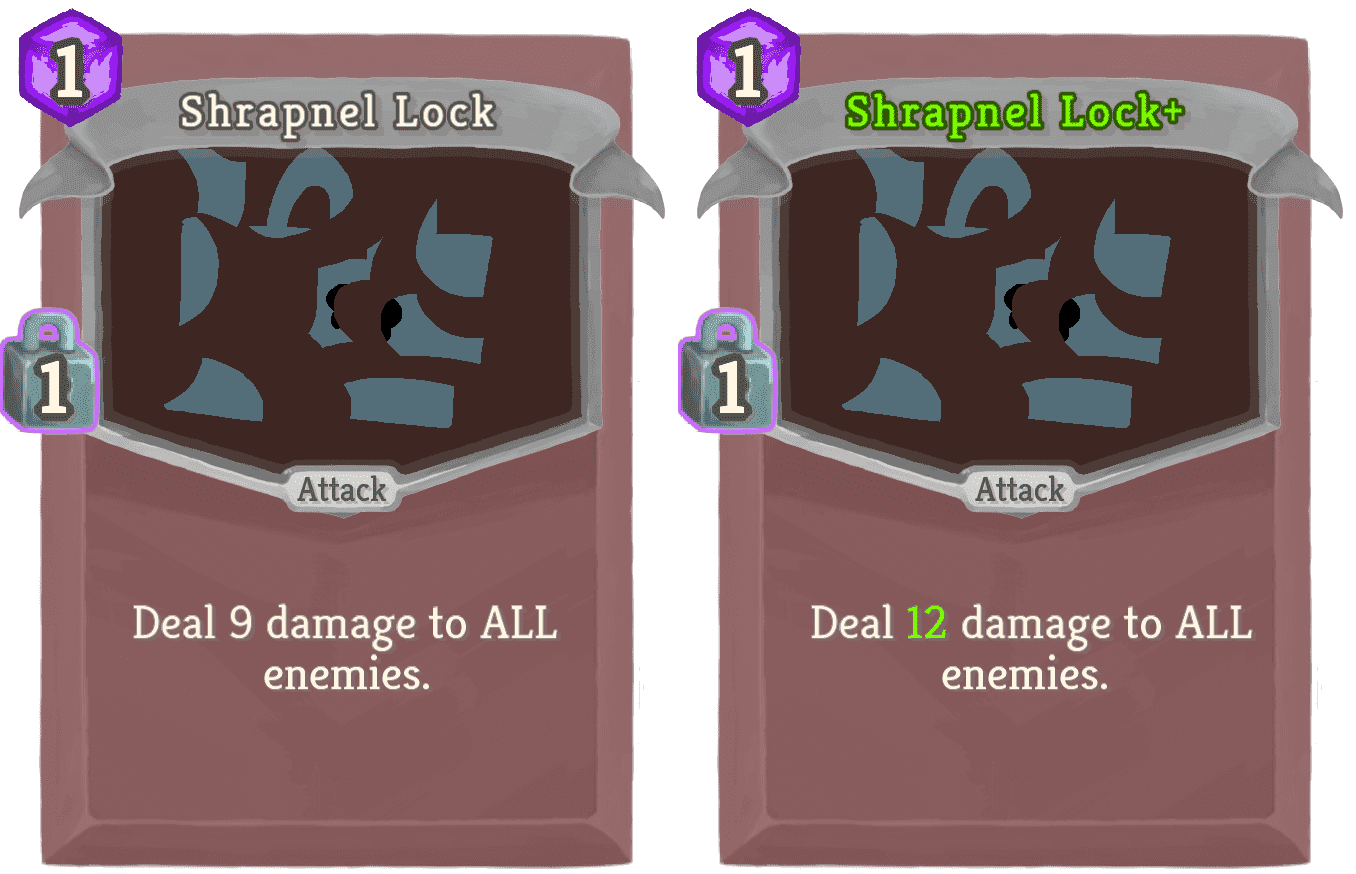 1
Shrapnel Lock
1
Attack
Deal 9 damage to ALL
enemies.
1
Shrapnel Lock+
1
Attack
Deal 12 damage to ALL
enemies.